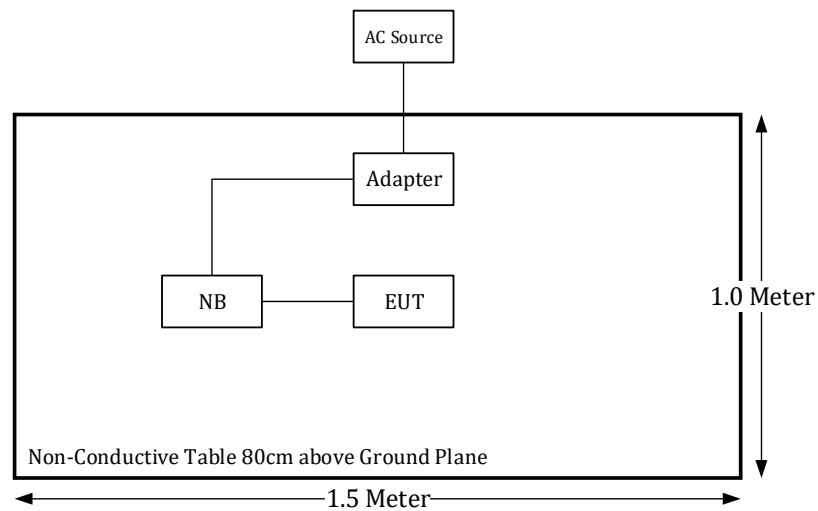 AC Source
Adapter
NB
EUT
1.0 Meter
Non-Conductive Table 80cm above Ground Plane
1.5 Meter